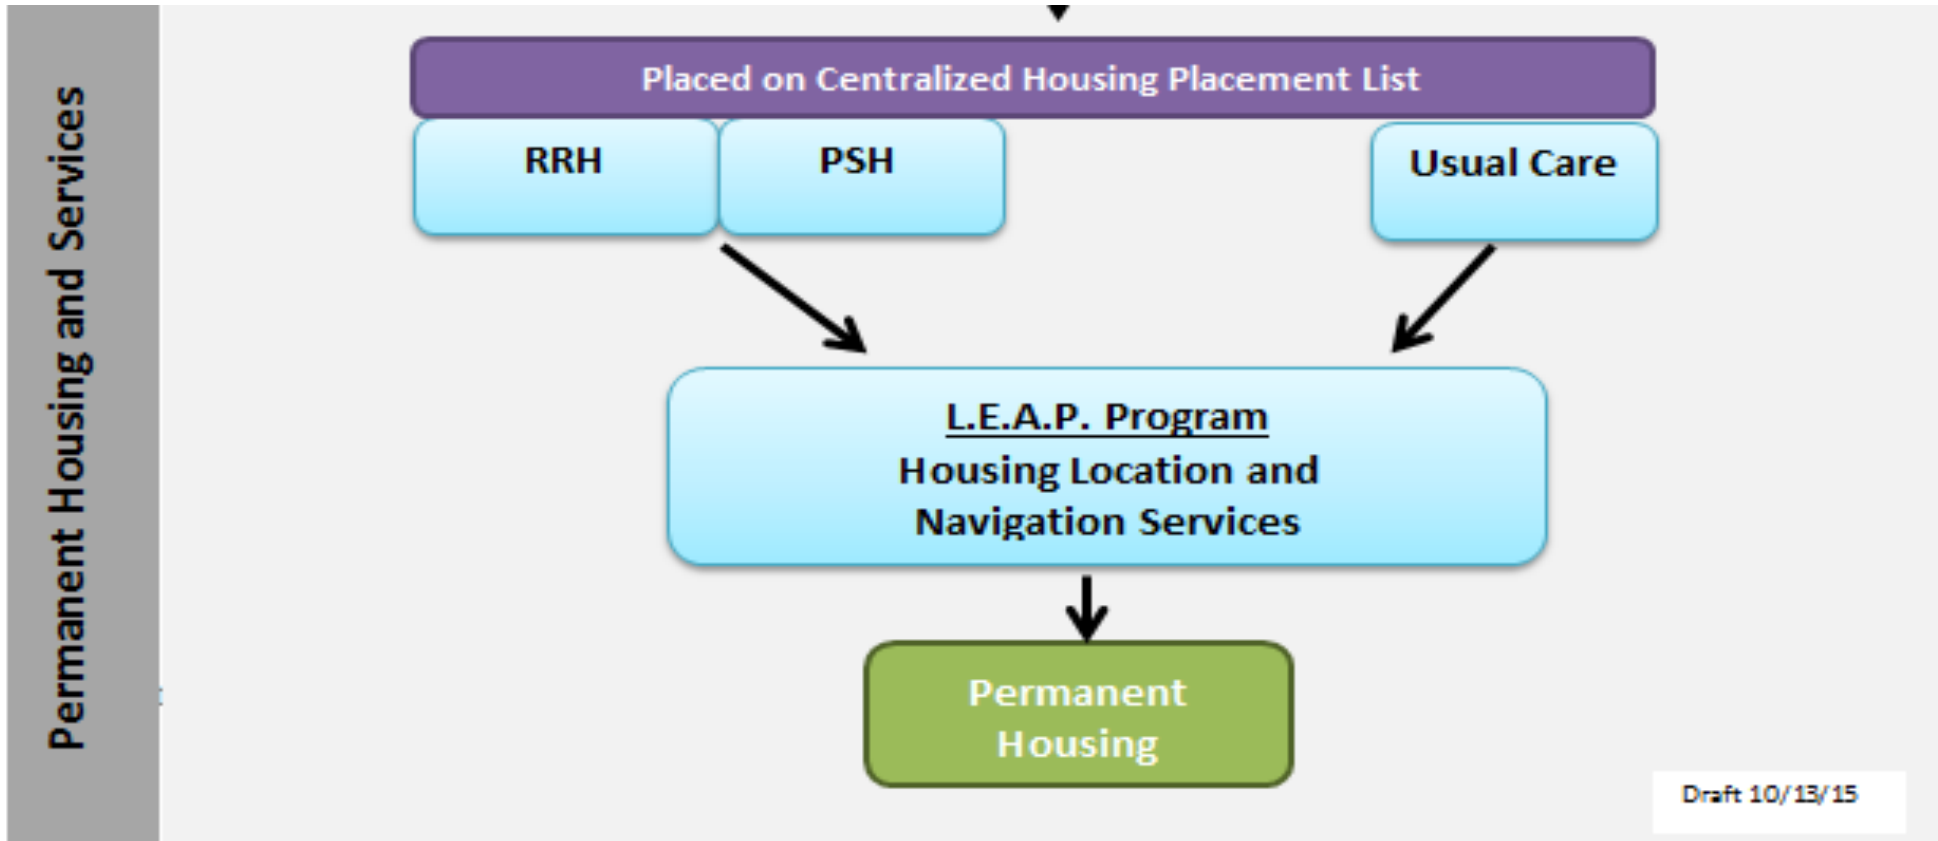 Permanent Housing and Services
Placed on Centralized Housing Placement List
RRH
PSH
Usual Care
L.E.A.P. Program
Housing Location and
Navigation Services
Permanent
Housing
Draft 10/13/15